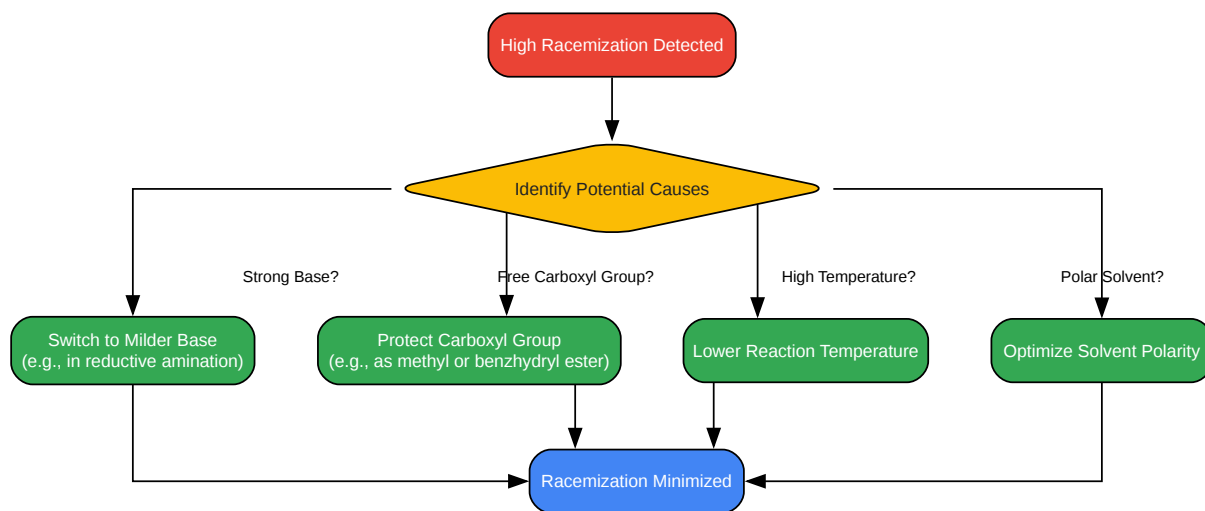 High Racemization Detected
Identify Potential Causes
Strong Base?
Free Carboxyl Group?
High Temperature?
Polar Solvent?
Switch to Milder Base
(e.g., in reductive amination)
Protect Carboxyl Group
(e.g., as methyl or benzhydryl ester)
Lower Reaction Temperature
Optimize Solvent Polarity
Racemization Minimized